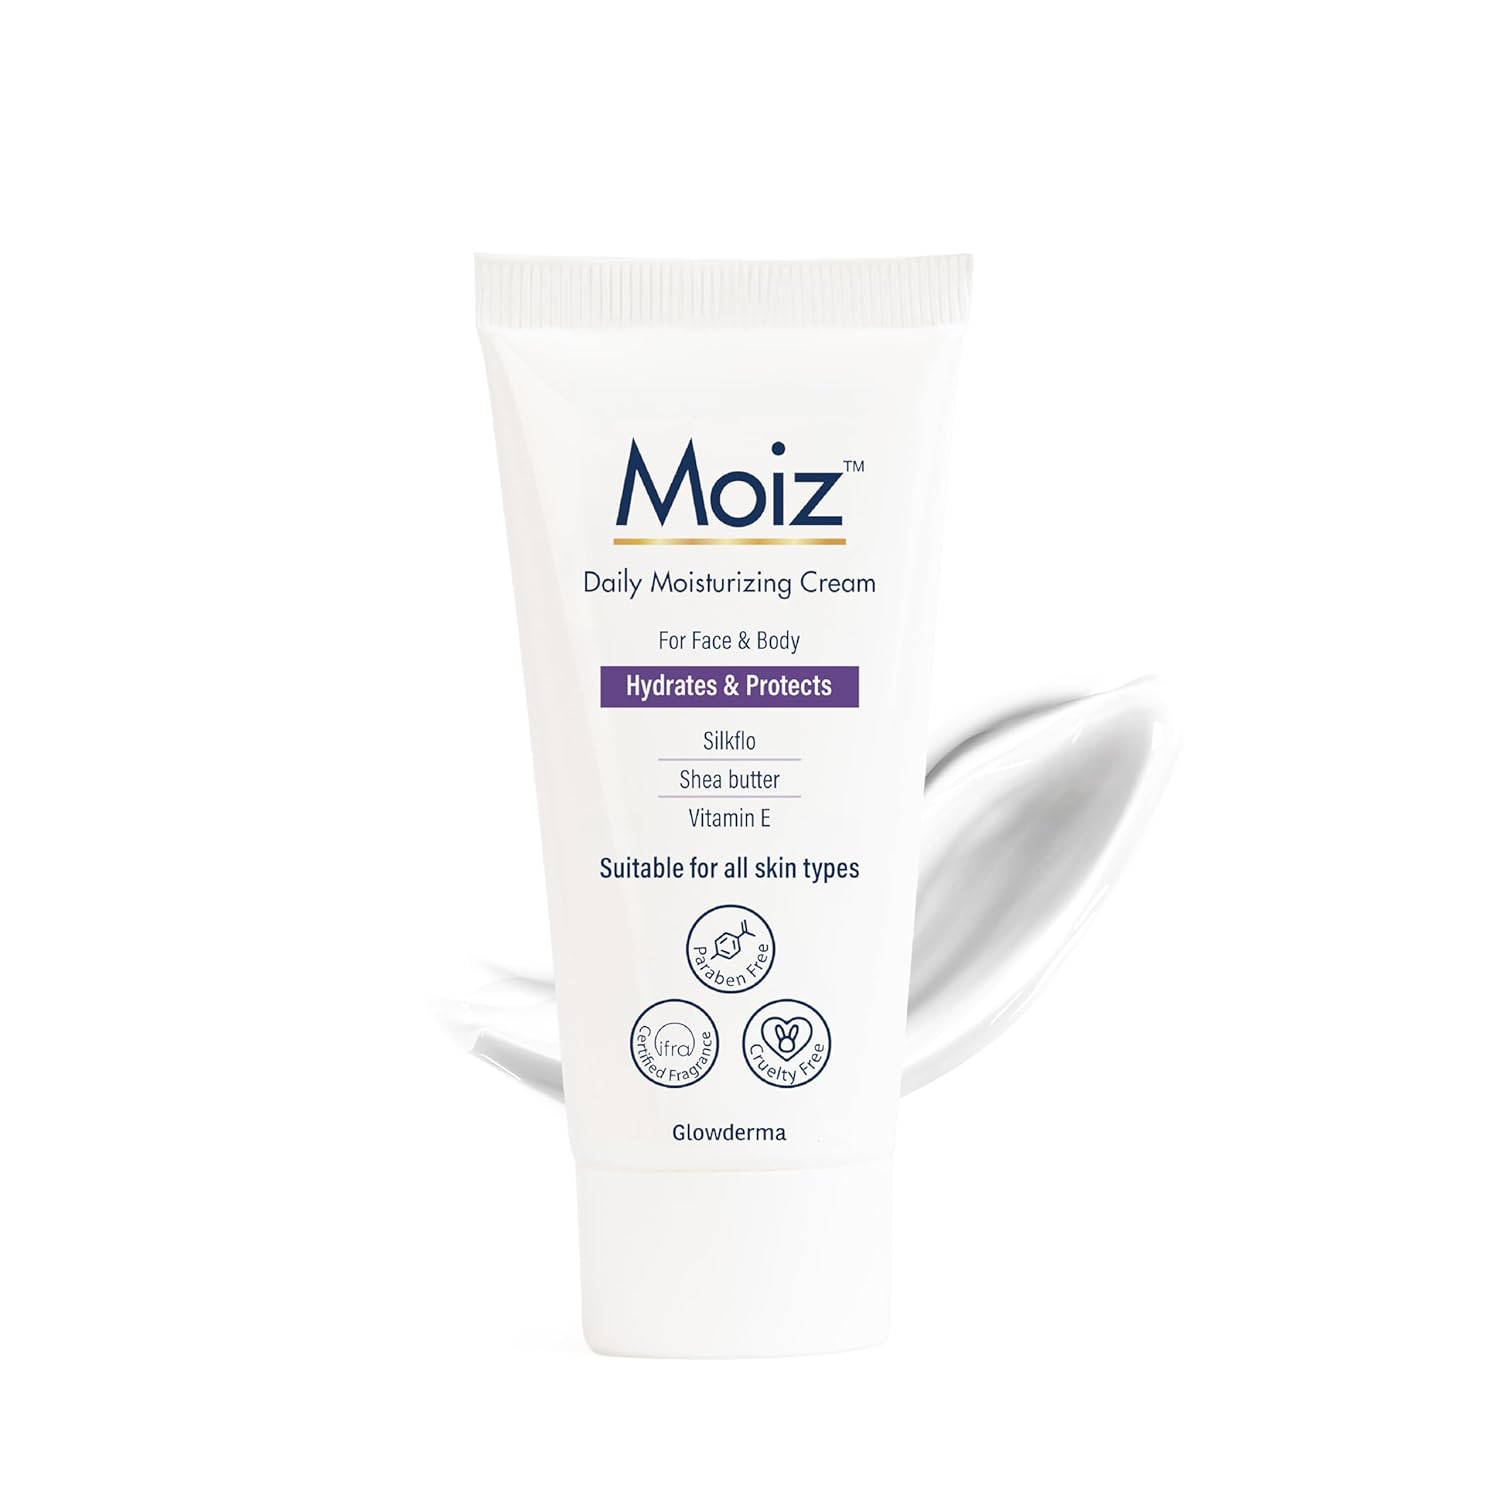 Moiz™
Daily Moisturizing Cream
For Face & Body
Hydrates & Protects
Silkflo
Shea butter
Vitamin E
Suitable for all skin types
Paraben Free
ifra
Certified Fragrance
Cruelty Free
Glowderma